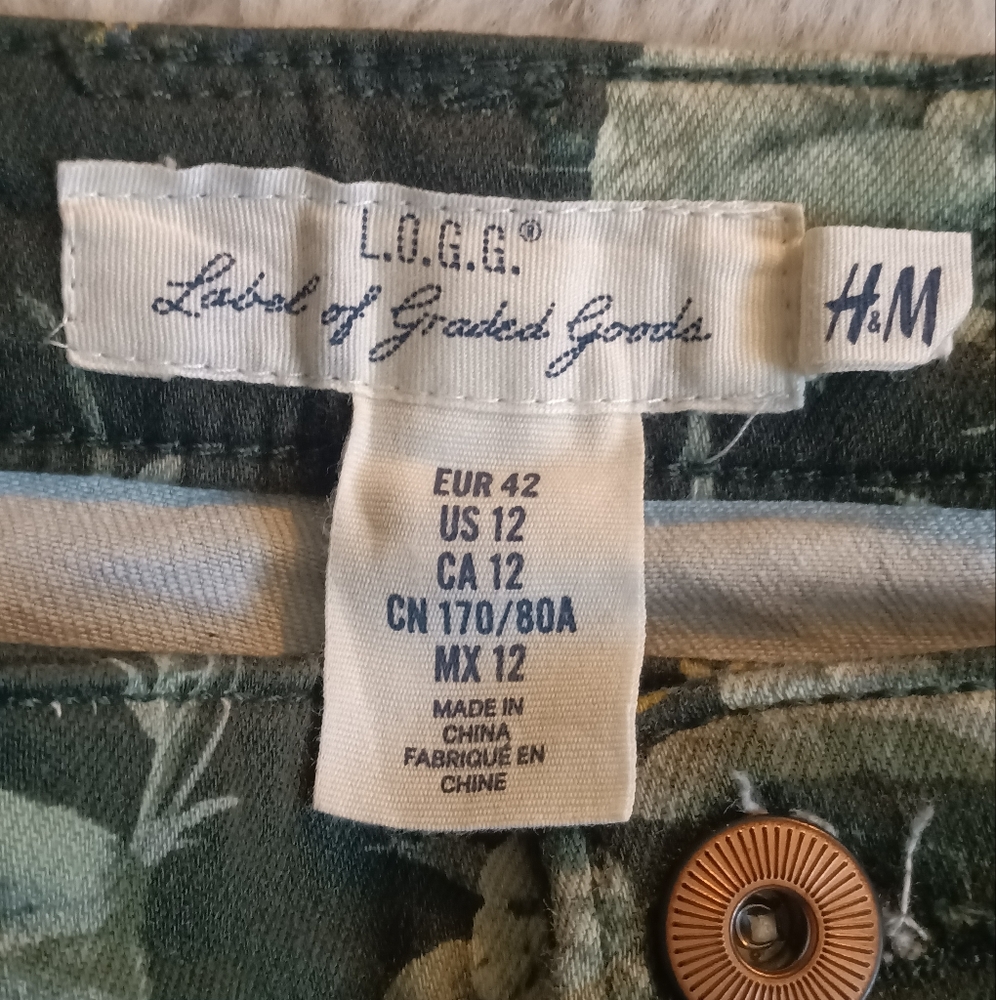 L.O.G.G.®
Label of Graded Goods
H&M
EUR 42
US 12
CA 12
CN 170/80A
MX 12
MADE IN
CHINA
FABRIQUÉ EN
CHINE